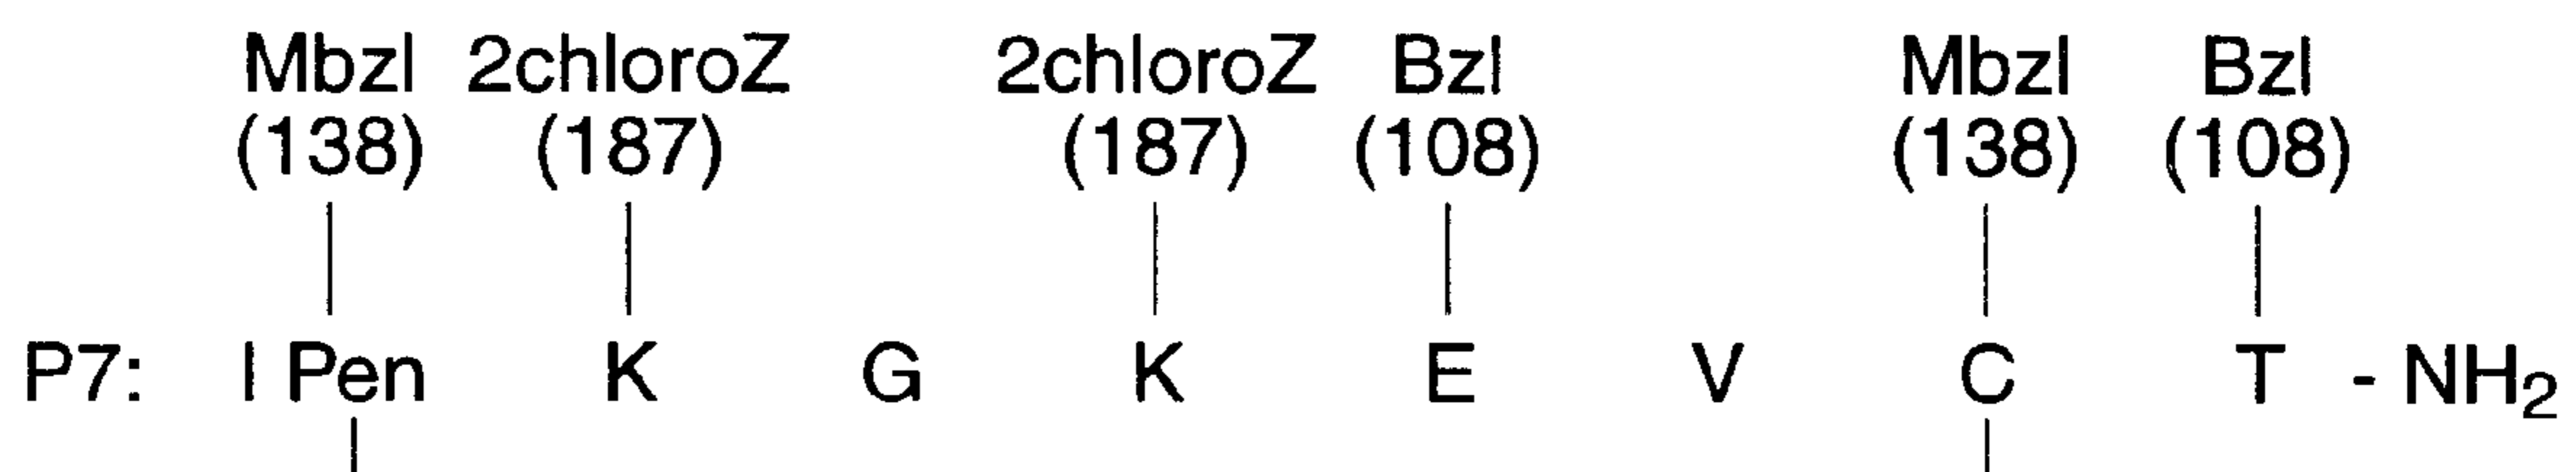 Mbzl 2chloroZ 2chloroZ Bzl Mbzl Bzl
(138) (187) (187) (108) (138) (108)
P7: I Pen K G K E V C T - NH₂